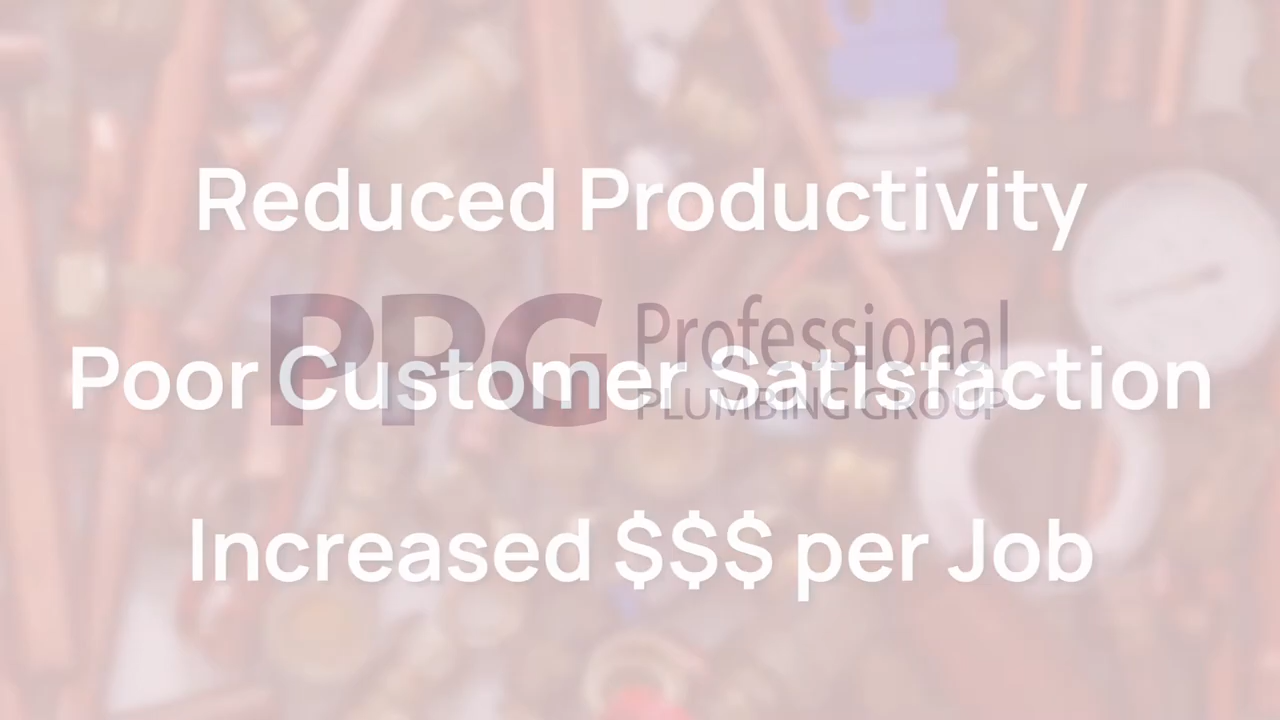 Reduced Productivity
PPG Professional
PLUMBING GROUP
Poor Customer Satisfaction
Increased $$$ per Job